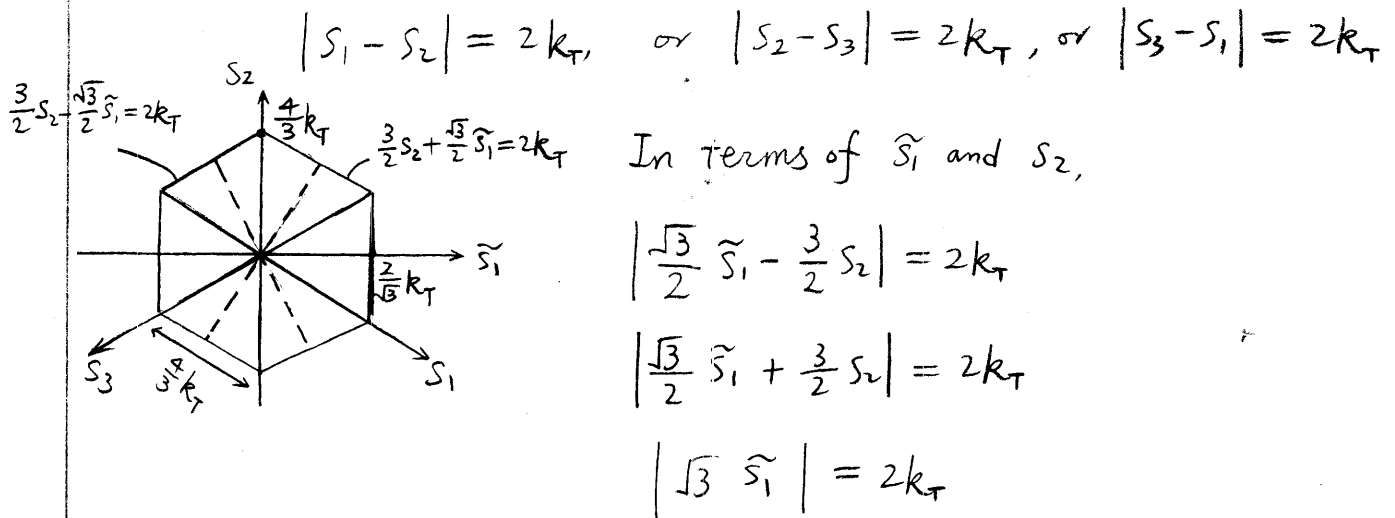 |S₁ - S₂| = 2k_T, or |S₂ - S₃| = 2k_T, or |S₃ - S₁| = 2k_T
S₂
3/2 S₂ - √3/2 S̃₁ = 2k_T
4/3 k_T
3/2 S₂ + √3/2 S̃₁ = 2k_T
In terms of S̃₁ and S₂,
S̃₁
|√3/2 S̃₁ - 3/2 S₂| = 2k_T
2/√3 k_T
|√3/2 S̃₁ + 3/2 S₂| = 2k_T
S₃
4/3 k_T
S₁
|√3 S̃₁| = 2k_T